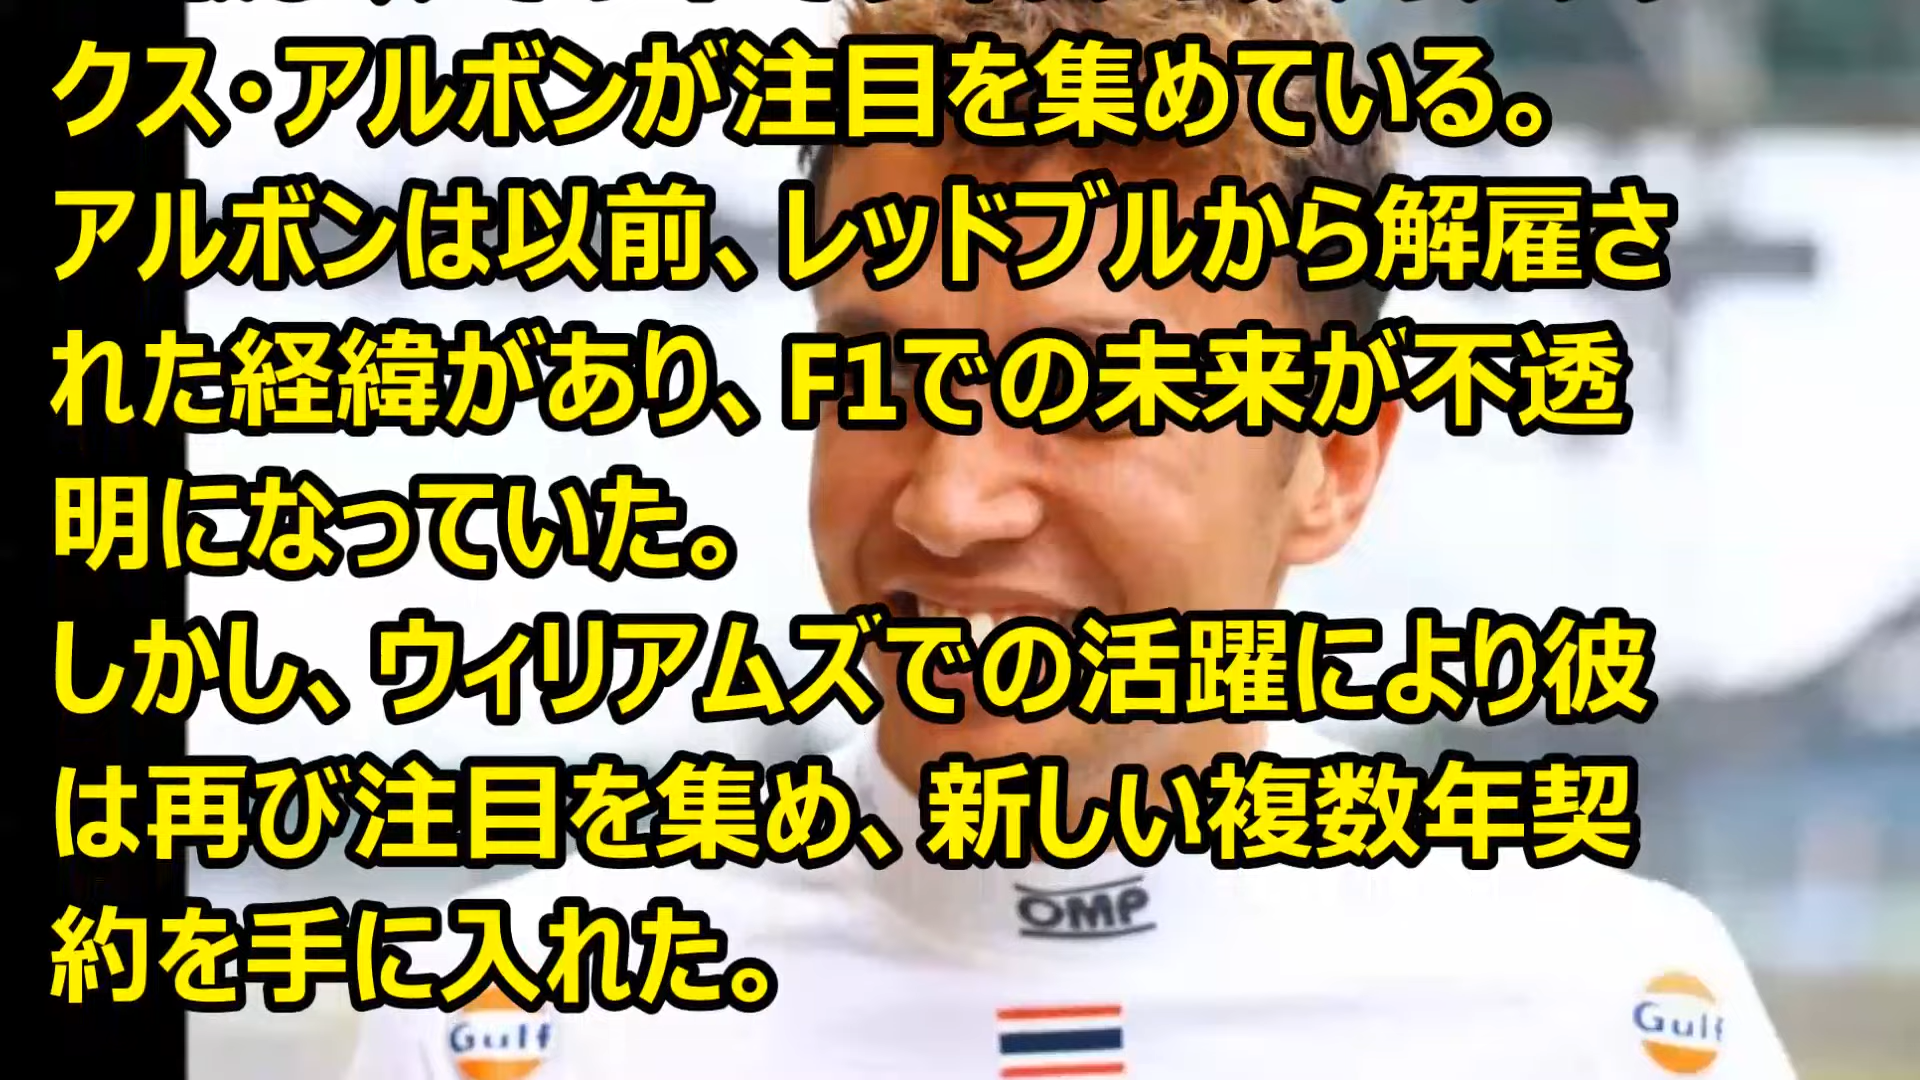 クス・アルボンが注目を集めている。
アルボンは以前、レッドブルから解雇さ
れた経緯があり、F1での未来が不透
明になっていた。
しかし、ウィリアムズでの活躍により彼
は再び注目を集め、新しい複数年契
約を手に入れた。
OMP
Gulf
Gulf